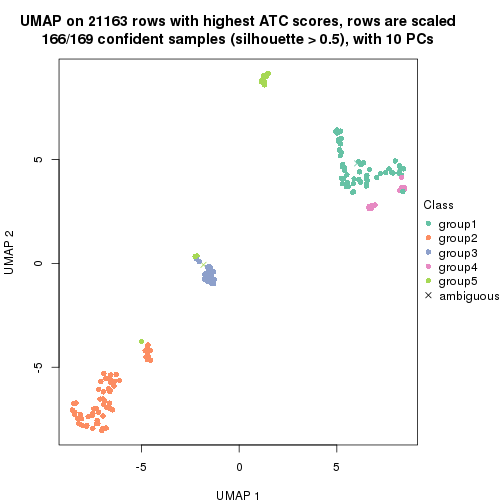 UMAP on 21163 rows with highest ATC scores, rows are scaled
166/169 confident samples (silhouette > 0.5), with 10 PCs
5
0
-5
UMAP 2
-5
0
5
UMAP 1
Class
group1
group2
group3
group4
group5
ambiguous